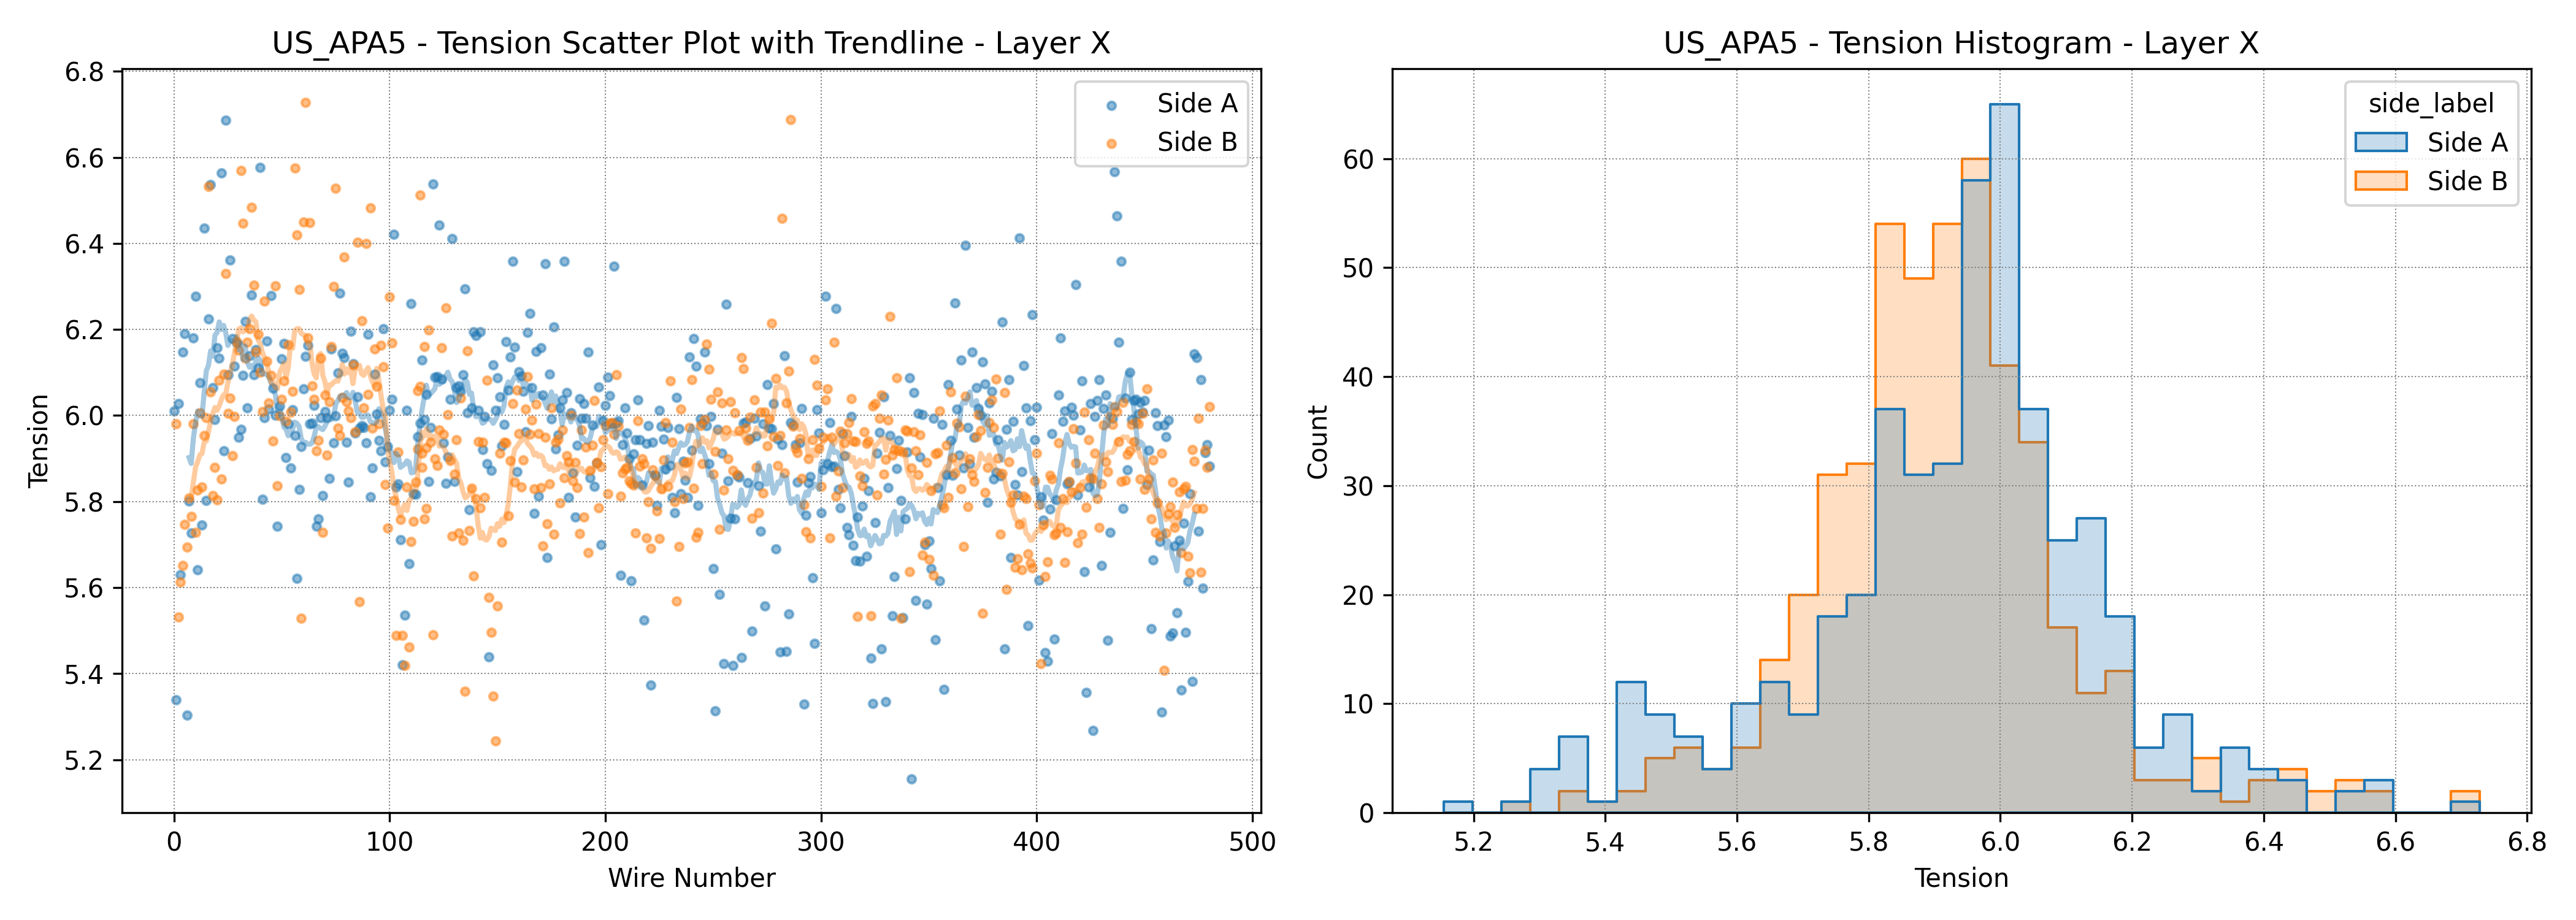 US_APA5 - Tension Scatter Plot with Trendline - Layer X
6.8
6.6
6.4
6.2
6.0
5.8
5.6
5.4
5.2
Tension
0 100 200 300 400 500
Wire Number
Side A
Side B
US_APA5 - Tension Histogram - Layer X
60
50
40
30
20
10
0
Count
5.2 5.4 5.6 5.8 6.0 6.2 6.4 6.6 6.8
Tension
side_label
Side A
Side B